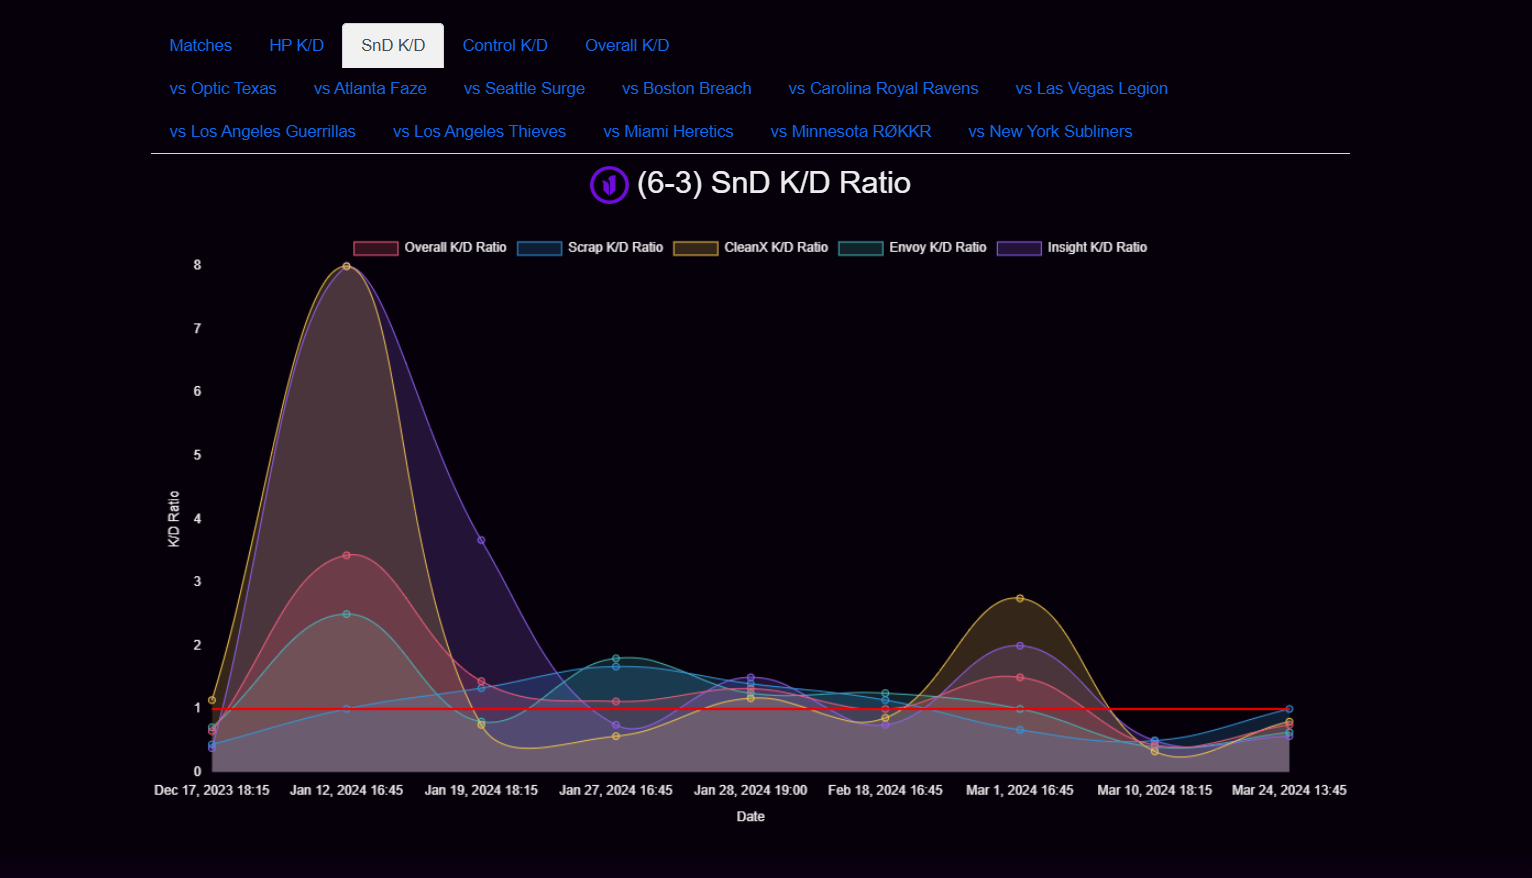 Matches HP K/D SnD K/D Control K/D Overall K/D
vs Optic Texas vs Atlanta Faze vs Seattle Surge vs Boston Breach vs Carolina Royal Ravens vs Las Vegas Legion
vs Los Angeles Guerrillas vs Los Angeles Thieves vs Miami Heretics vs Minnesota RØKKR vs New York Subliners
(6-3) SnD K/D Ratio
Overall K/D Ratio Scrap K/D Ratio CleanX K/D Ratio Envoy K/D Ratio Insight K/D Ratio
8
7
6
5
4
3
2
1
0
K/D Ratio
Dec 17, 2023 18:15 Jan 12, 2024 16:45 Jan 19, 2024 18:15 Jan 27, 2024 16:45 Jan 28, 2024 19:00 Feb 18, 2024 16:45 Mar 1, 2024 16:45 Mar 10, 2024 18:15 Mar 24, 2024 13:45
Date